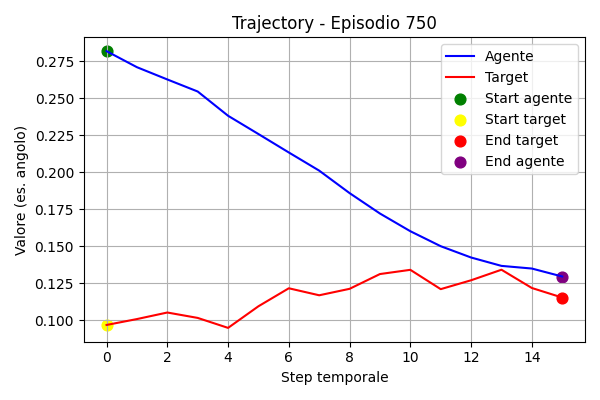 Trajectory - Episodio 750
Valore (es. angolo)
0.275
0.250
0.225
0.200
0.175
0.150
0.125
0.100
Agente
Target
Start agente
Start target
End target
End agente
0 2 4 6 8 10 12 14
Step temporale